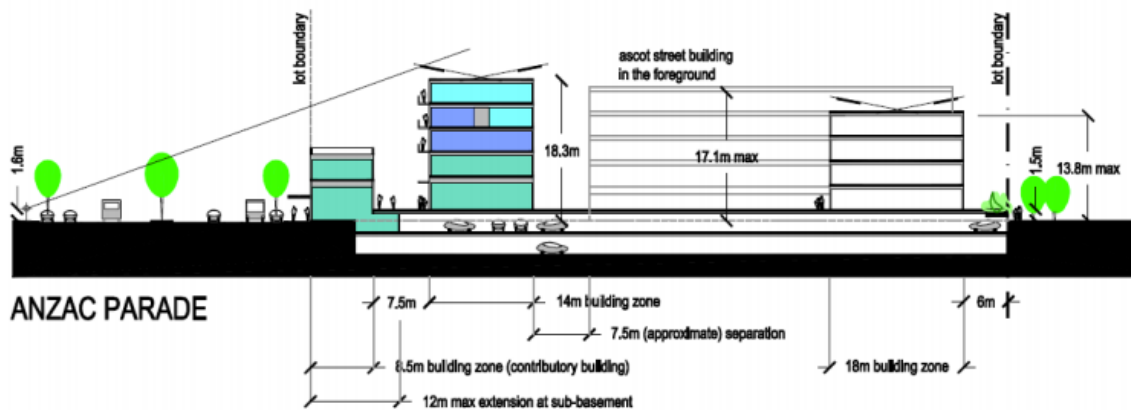 lot boundary
ascot street building
in the foreground
lot boundary
1.6m
18.3m
17.1m max
1.5m
13.8m max
ANZAC PARADE
7.5m
14m building zone
6m
7.5m (approximate) separation
8.5m building zone (contributory building)
18m building zone
12m max extension at sub-basement